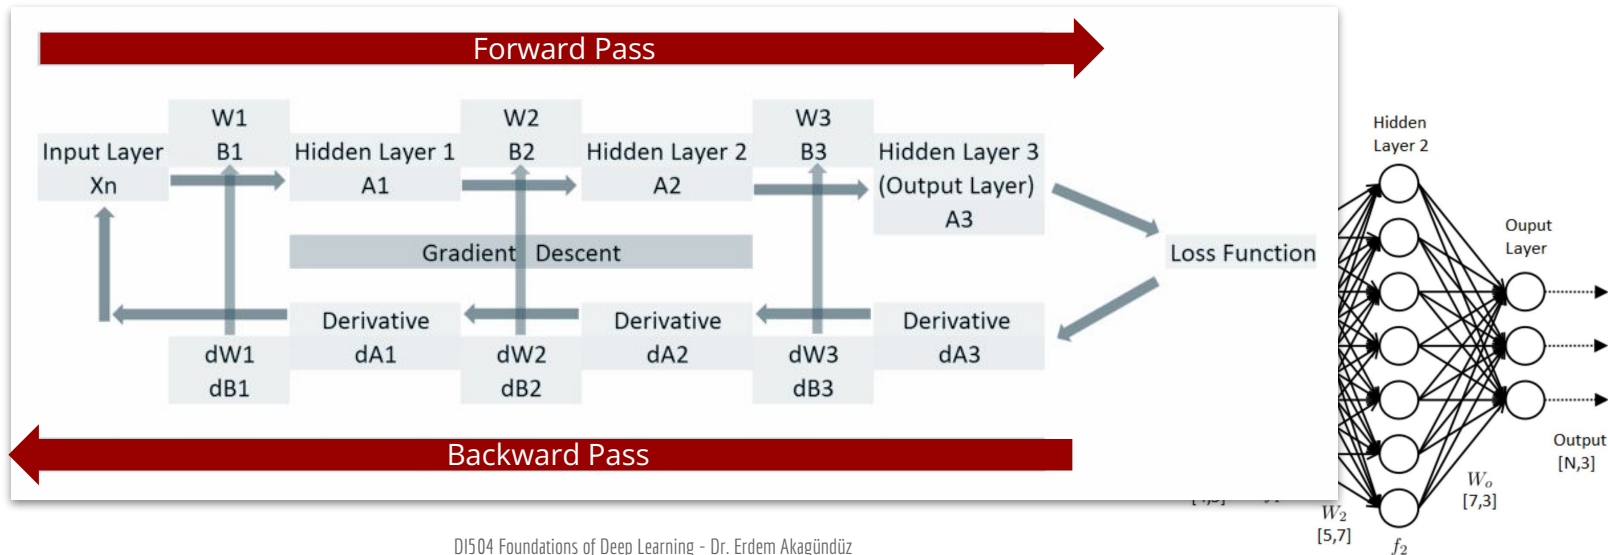 Forward Pass
W1
B1
W2
B2
W3
B3
Input Layer
Xn
Hidden Layer 1
A1
Hidden Layer 2
A2
Hidden Layer 3
(Output Layer)
A3
Gradient Descent
Loss Function
Derivative
dA1
Derivative
dA2
Derivative
dA3
dW1
dB1
dW2
dB2
dW3
dB3
Backward Pass
Hidden
Layer 2
Ouput
Layer
Output
[N,3]
W_o
[7,3]
W_2
[5,7]
f_2
DI504 Foundations of Deep Learning - Dr. Erdem Akagündüz